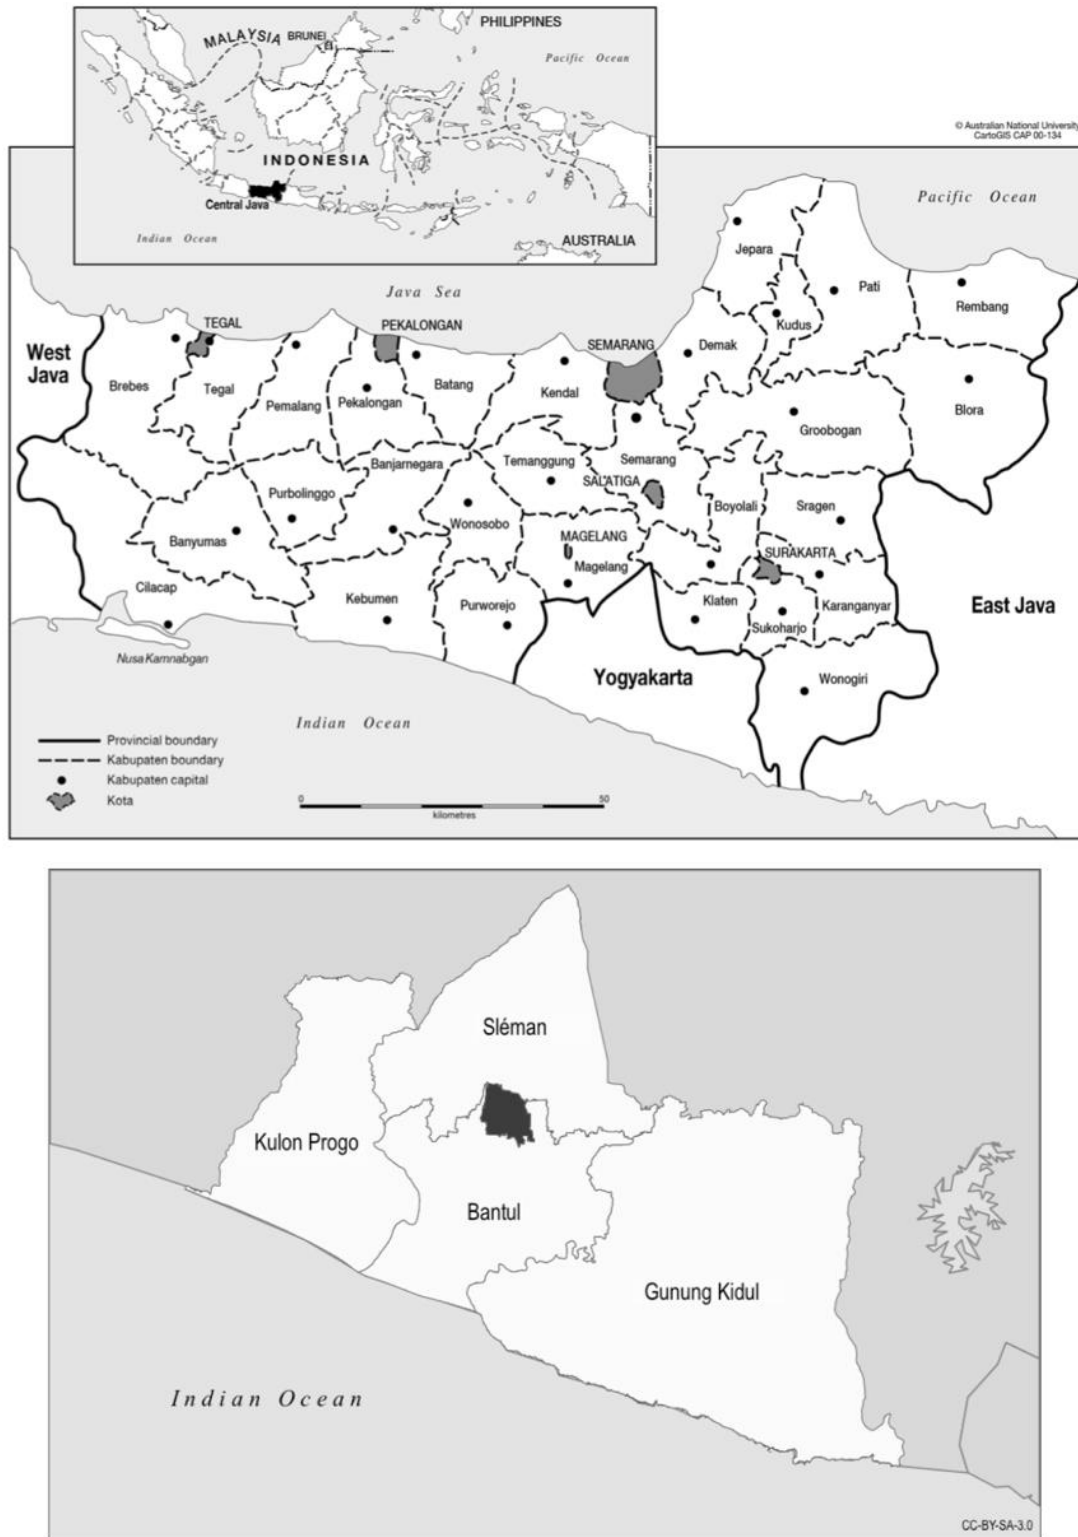 PHILIPPINES
MALAYSIA
BRUNEI
Pacific Ocean
INDONESIA
Central Java
Indian Ocean
AUSTRALIA
© Australian National University
CartoGIS CAP 00-134
Pacific Ocean
Java Sea
Jepara
Pati
Rembang
Kudus
TEGAL
PEKALONGAN
SEMARANG
Demak
West
Java
Brebes
Tegal
Pemalang
Pekalongan
Batang
Kendal
Blora
Groobogan
Banjarnegara
Temanggung
Semarang
SALATIGA
Purbolinggo
Boyolali
Sragen
Wonosobo
Banyumas
MAGELANG
Magelang
SURAKARTA
Cilacap
Kebumen
Purworejo
Klaten
Karanganyar
Sukoharjo
East Java
Nusa Kamnabgan
Yogyakarta
Wonogiri
Indian Ocean
Provincial boundary
Kabupaten boundary
Kabupaten capital
Kota
0
50
kilometres
Sléman
Kulon Progo
Bantul
Gunung Kidul
Indian Ocean
CC-BY-SA-3.0